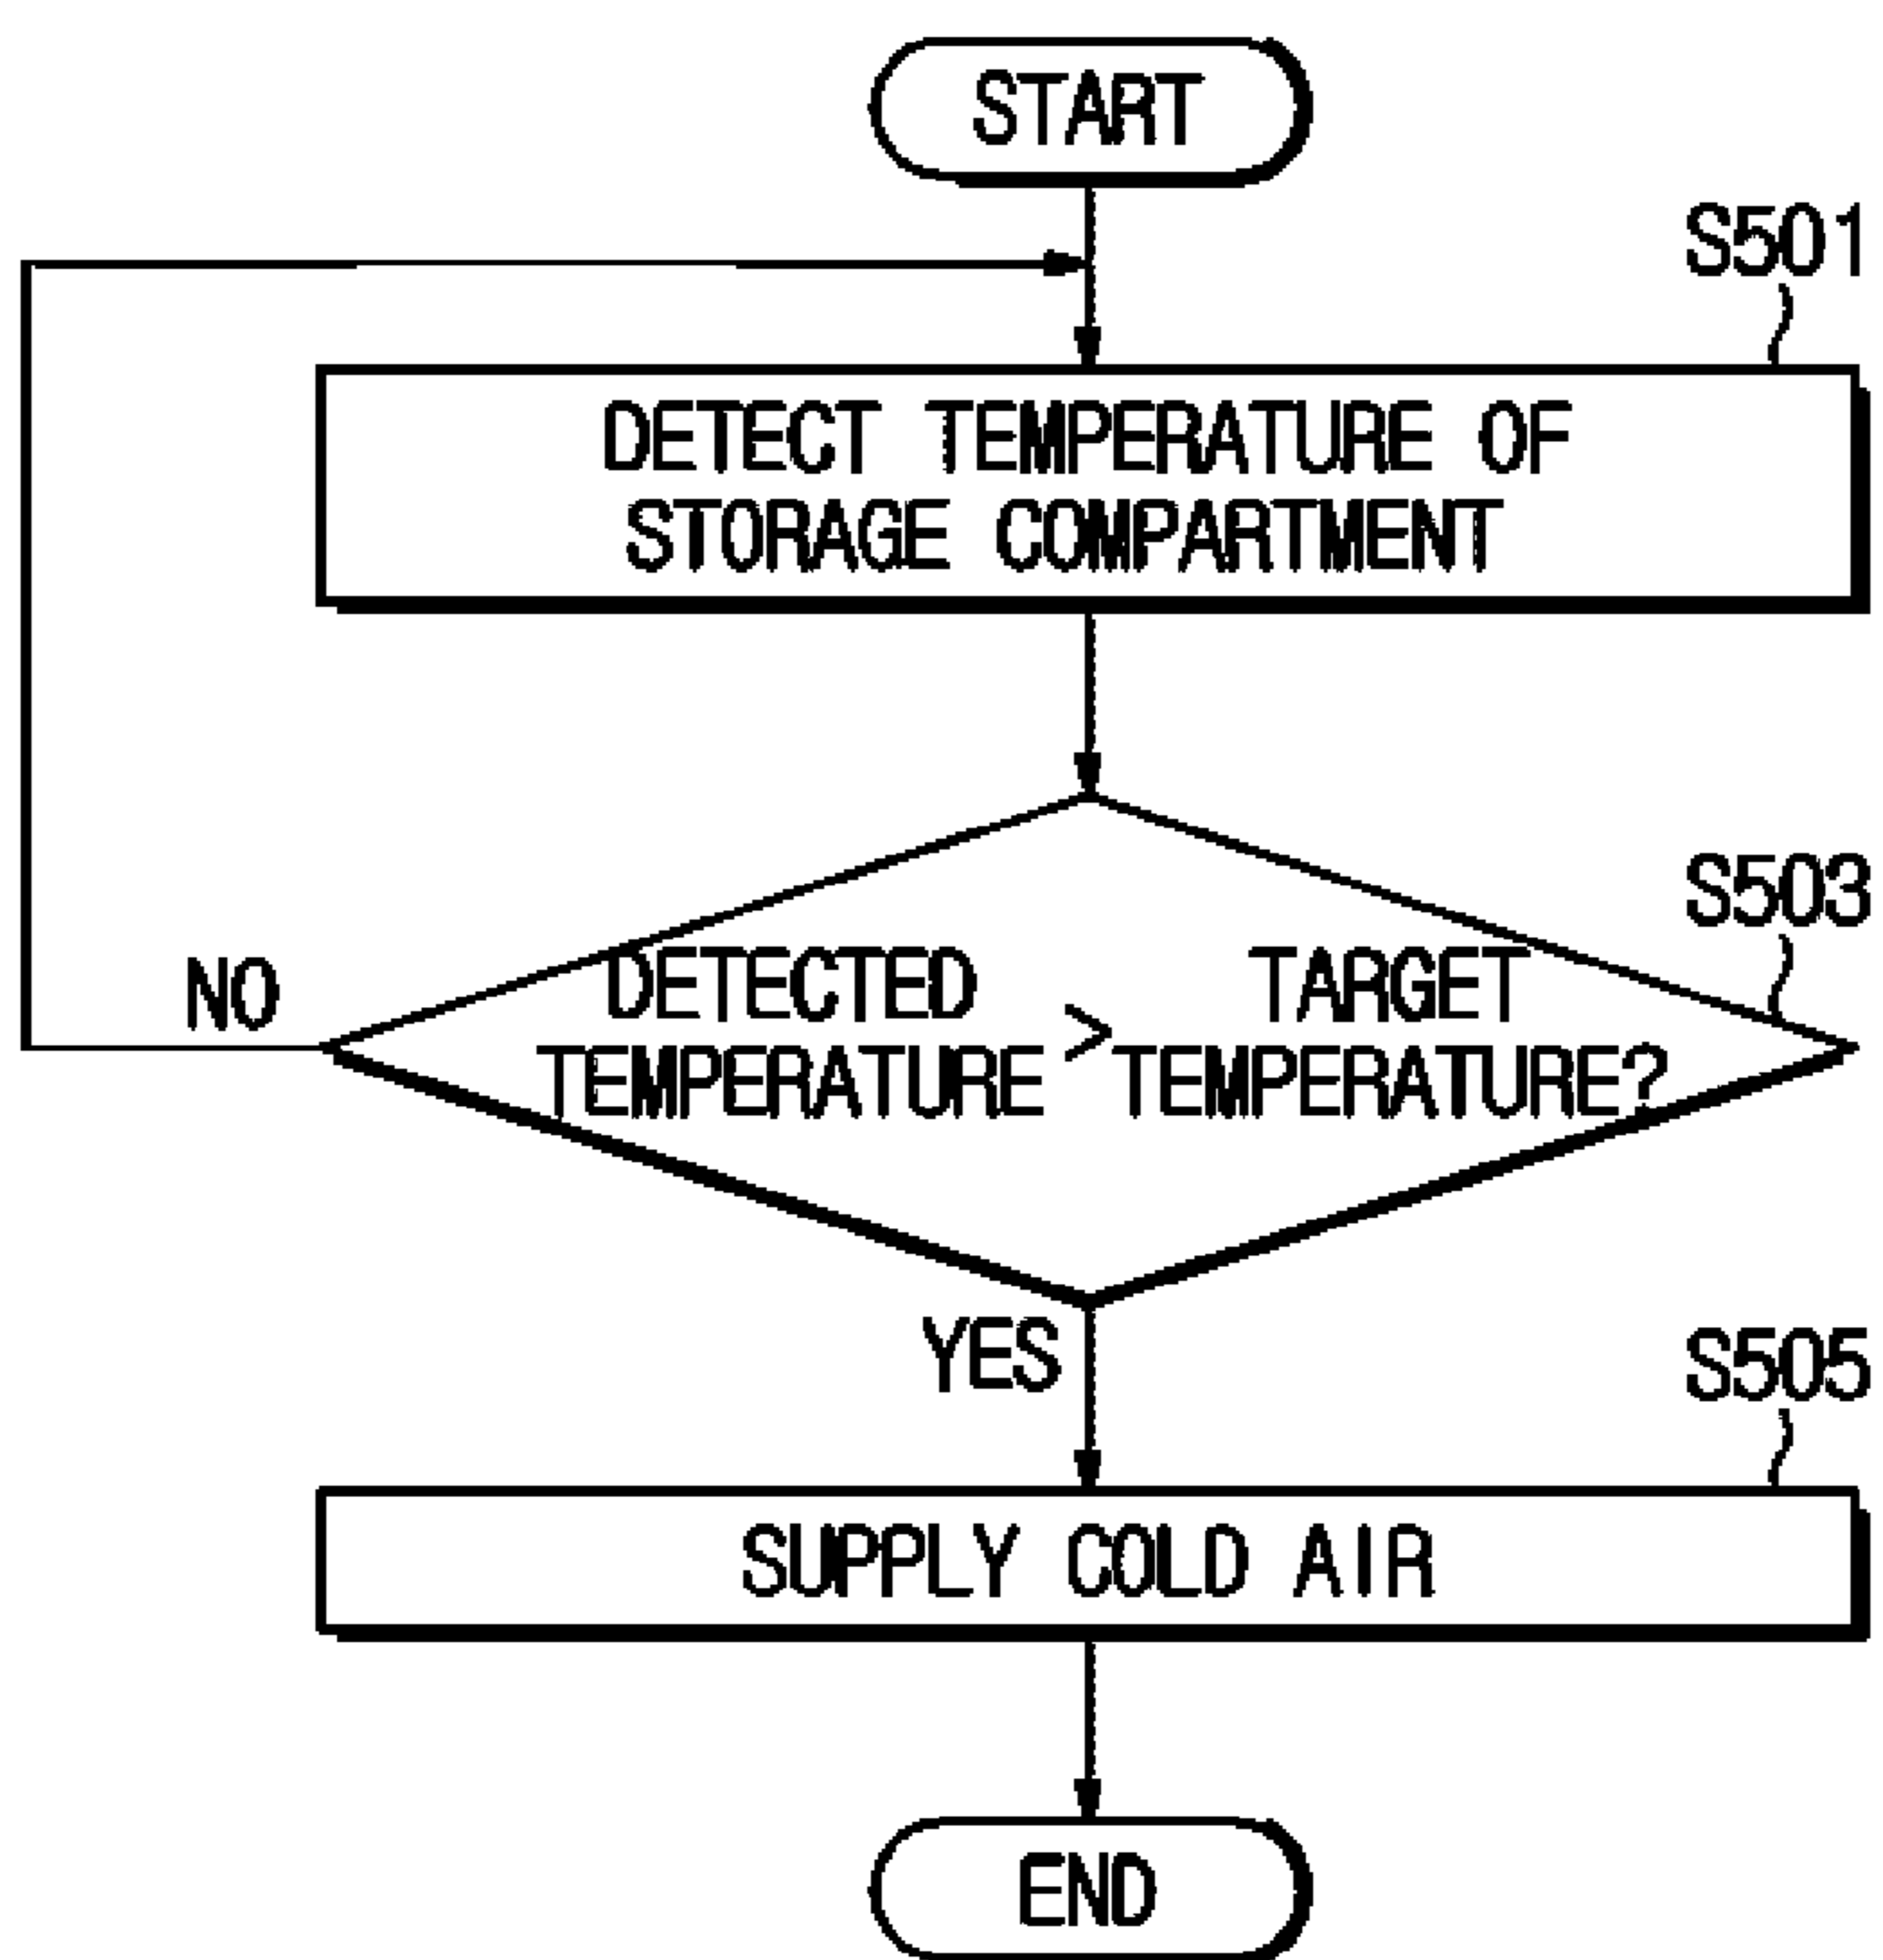 START
S501
DETECT TEMPERATURE OF
STORAGE COMPARTMENT
S503
NO
DETECTED TEMPERATURE > TARGET TEMPERATURE?
YES
S505
SUPPLY COLD AIR
END